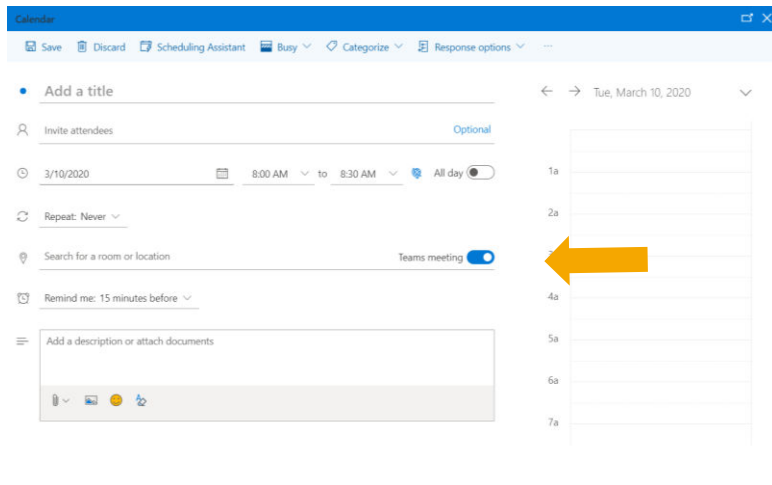 Calendar
Save Discard Scheduling Assistant Busy Categorize Response options ...
Add a title
Invite attendees Optional
3/10/2020 8:00 AM to 8:30 AM All day
Repeat: Never
Search for a room or location Teams meeting
Remind me: 15 minutes before
Add a description or attach documents
Tue, March 10, 2020
1a
2a
4a
5a
6a
7a